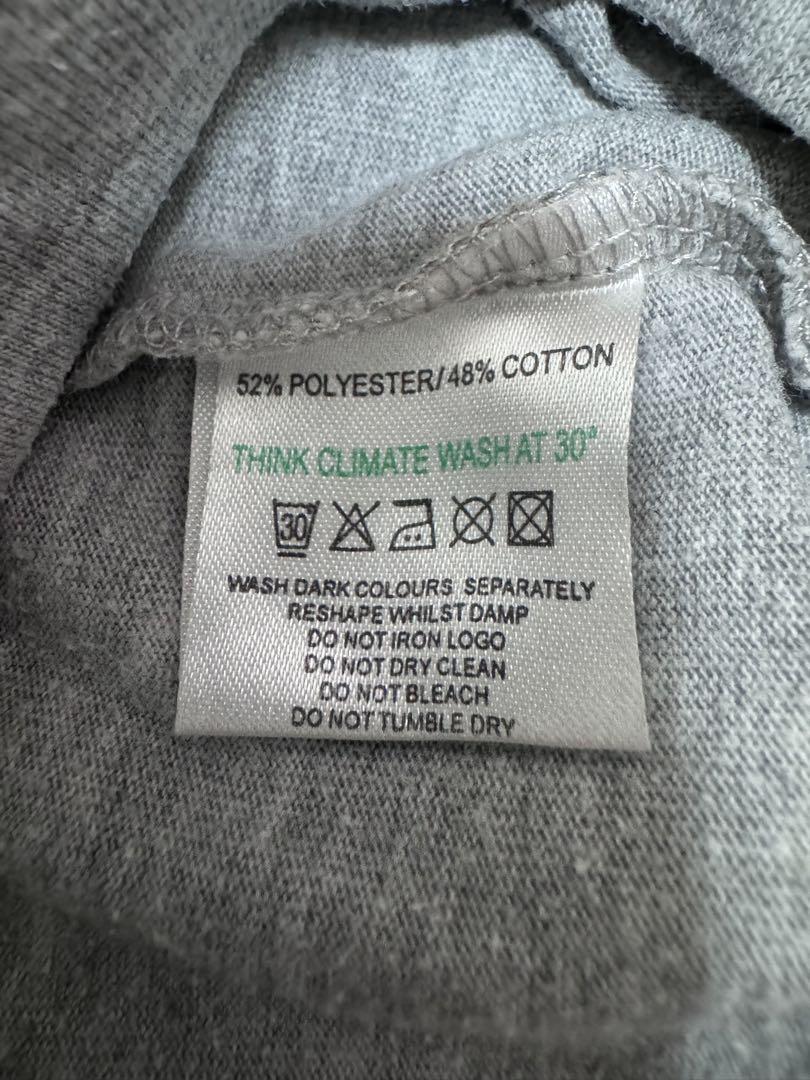 52% POLYESTER/48% COTTON
THINK CLIMATE WASH AT 30°
30
WASH DARK COLOURS SEPARATELY
RESHAPE WHILST DAMP
DO NOT IRON LOGO
DO NOT DRY CLEAN
DO NOT BLEACH
DO NOT TUMBLE DRY